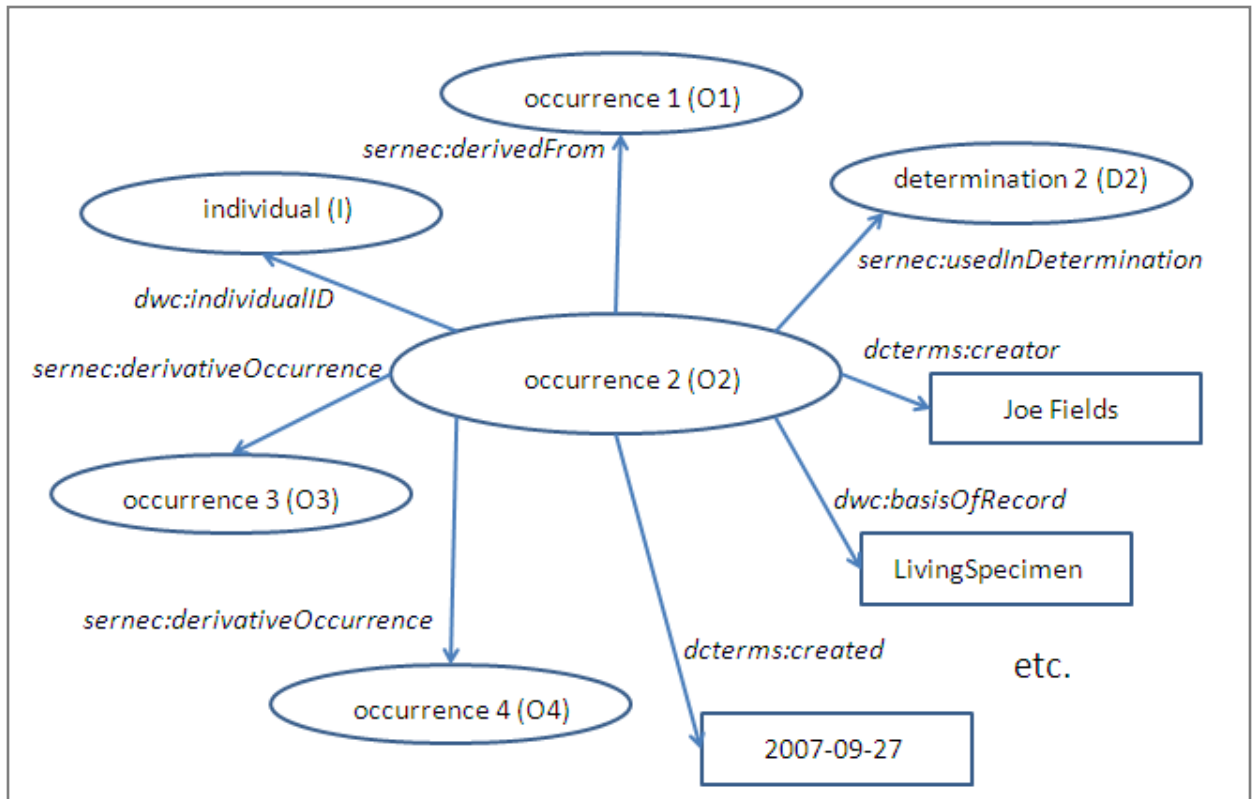 occurrence 1 (O1)
sernec:derivedFrom
determination 2 (D2)
individual (I)
sernec:usedInDetermination
dwc:individualID
dcterms:creator
sernec:derivativeOccurrence
occurrence 2 (O2)
Joe Fields
occurrence 3 (O3)
dwc:basisOfRecord
LivingSpecimen
sernec:derivativeOccurrence
dcterms:created
etc.
occurrence 4 (O4)
2007-09-27